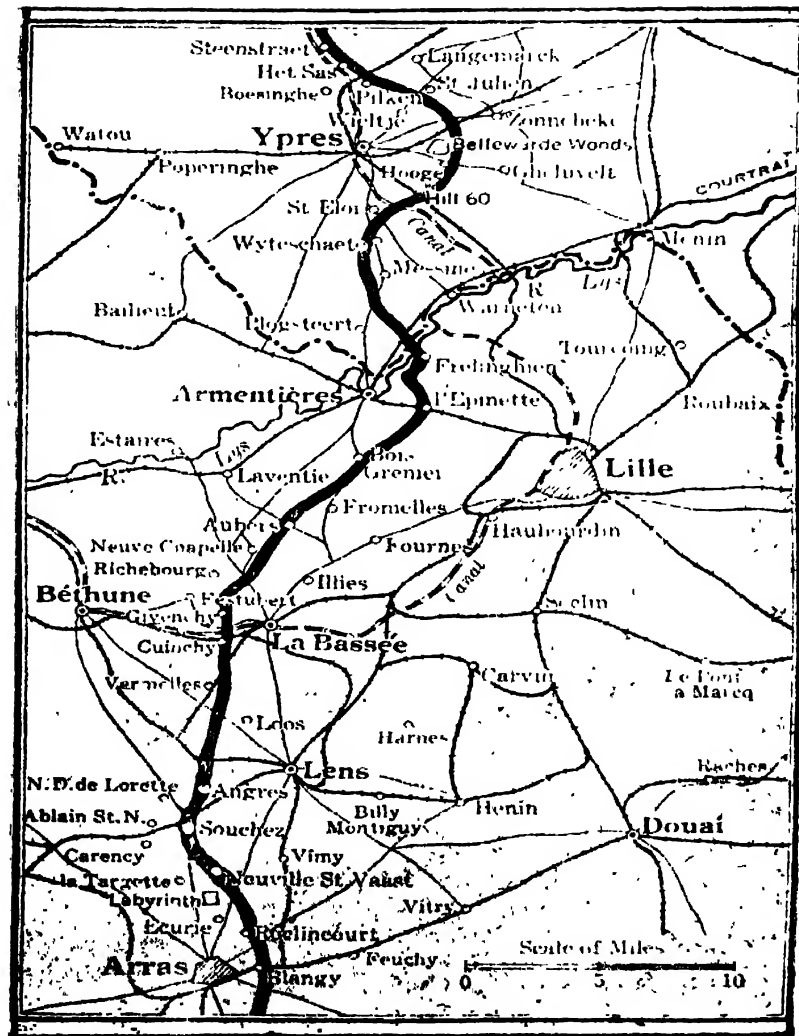 Steenstraet
Langemarck
Het Sas
St Julien
Boesinghe
Pilken
Wieltje
Zonnebeke
Watou
Ypres
Bellewarde Woods
Poperinghe
Hooge
Gheluvelt
COURTRAI
Hill 60
St Eloi
Canal
Wyteschaete
Menin
Messine
R. Lys
Warneton
Bailleul
Plogsteert
Tourcoing
Frelinghien
Armentières
l'Epinette
Roubaix
Estaires
Lys
Bois
Grenier
Lille
R.
Laventie
Fromelles
Aubers
Haubourdin
Neuve Chapelle
Fournes
Richebourg
Illies
Canal
Béthune
Festubert
Givenchy
Seclin
La Bassée
Cuinchy
Carvin
Vermelles
Le Pont
a Marcq
Loos
Harnes
Raches
Lens
N.D. de Lorette
Angres
Billy
Montiguy
Henin
Ablain St. N.
Souchez
Douai
Carency
Vimy
la Targette
Neuville St. Vaast
Labyrinth
Vitry
Ecurie
Roclincourt
Scale of Miles
Arras
Feuchy
Blangy
0 5 10